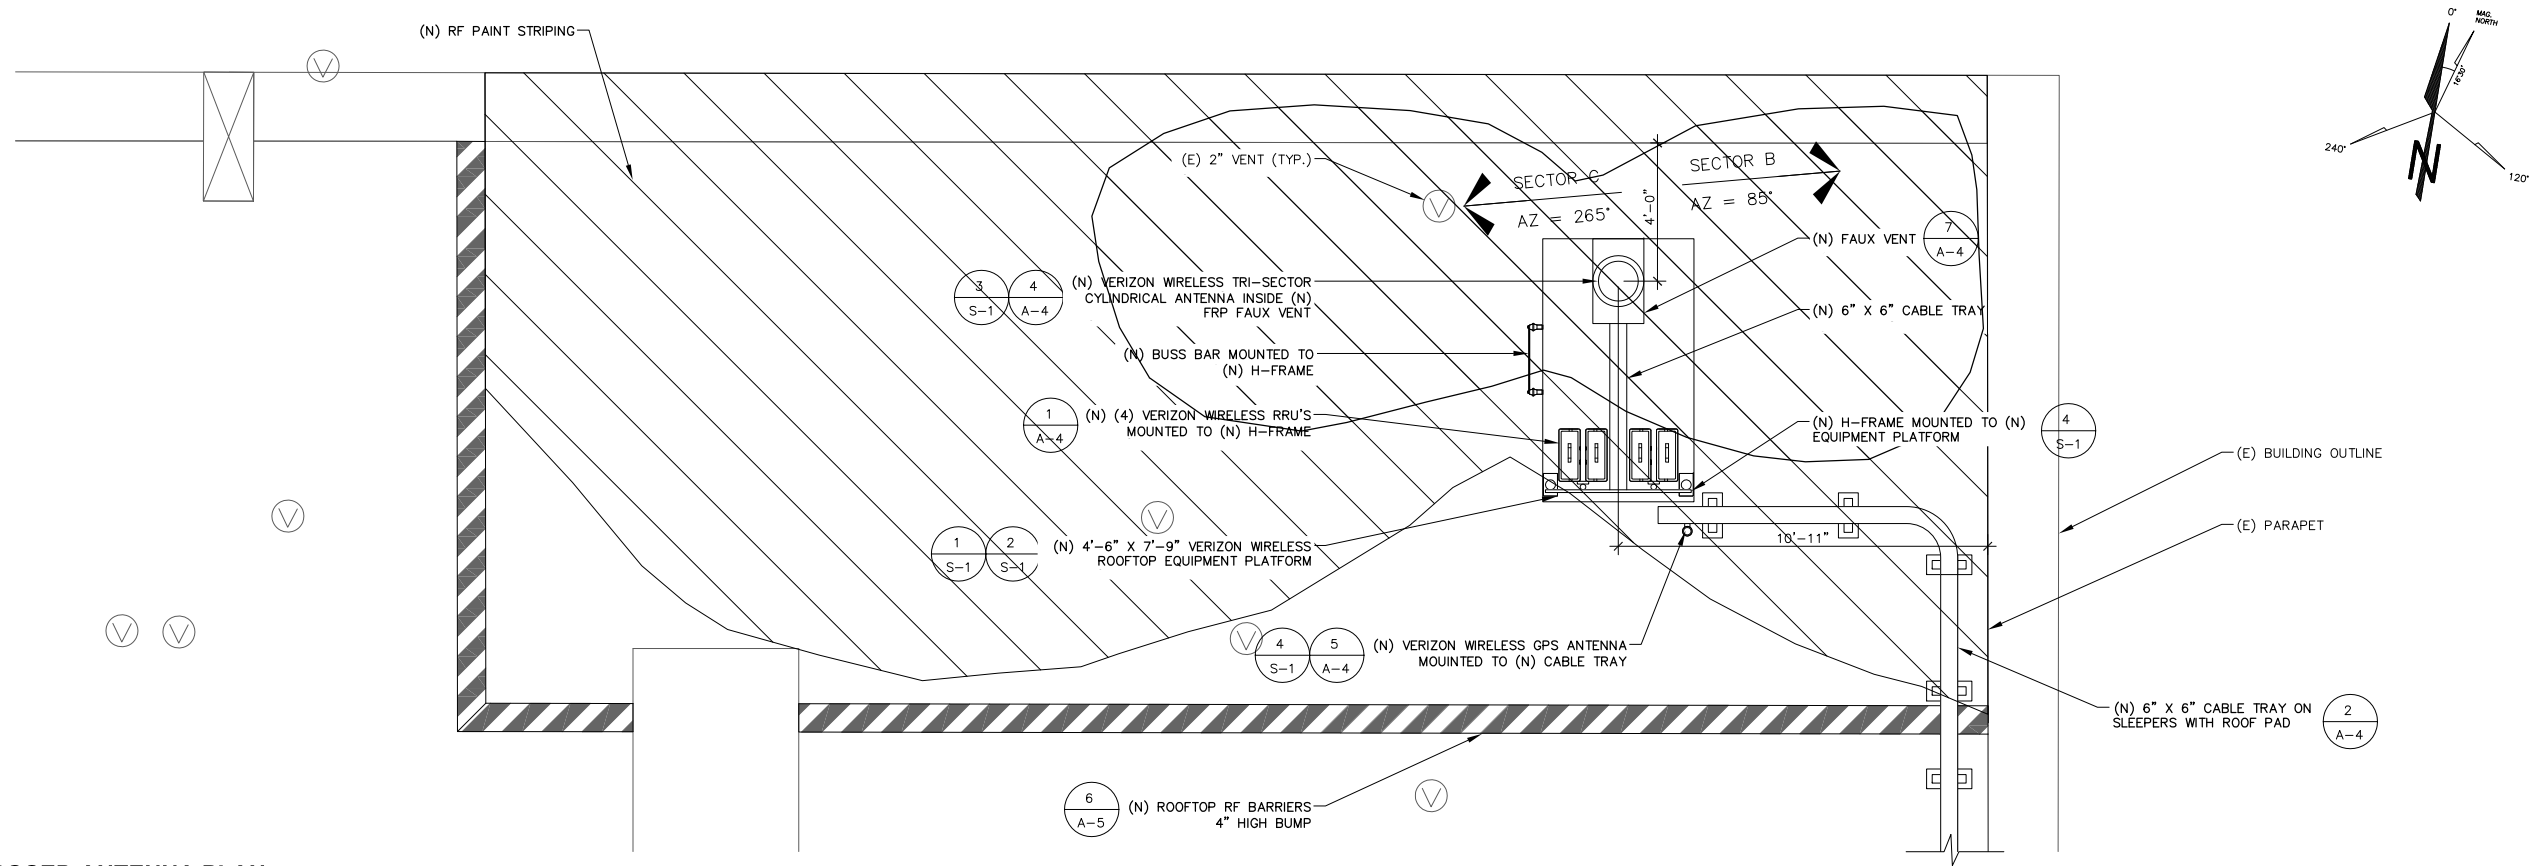 (N) RF PAINT STRIPING
0°
MAG.
NORTH
16°30'
240°
120°
(E) 2" VENT (TYP.)
SECTOR C
AZ = 265°
SECTOR B
AZ = 85°
4'-0"
(N) FAUX VENT
7
A-4
3
S-1
4
A-4
(N) VERIZON WIRELESS TRI-SECTOR
CYLINDRICAL ANTENNA INSIDE (N)
FRP FAUX VENT
(N) 6" X 6" CABLE TRAY
(N) BUSS BAR MOUNTED TO
(N) H-FRAME
1
A-4
(N) (4) VERIZON WIRELESS RRU'S
MOUNTED TO (N) H-FRAME
(N) H-FRAME MOUNTED TO (N)
EQUIPMENT PLATFORM
4
S-1
(E) BUILDING OUTLINE
(E) PARAPET
1
S-1
2
S-1
(N) 4'-6" X 7'-9" VERIZON WIRELESS
ROOFTOP EQUIPMENT PLATFORM
10'-11"
4
S-1
5
A-4
(N) VERIZON WIRELESS GPS ANTENNA
MOUNTED TO (N) CABLE TRAY
(N) 6" X 6" CABLE TRAY ON
SLEEPERS WITH ROOF PAD
2
A-4
6
A-5
(N) ROOFTOP RF BARRIERS
4" HIGH BUMP
ANTENNA PLAN